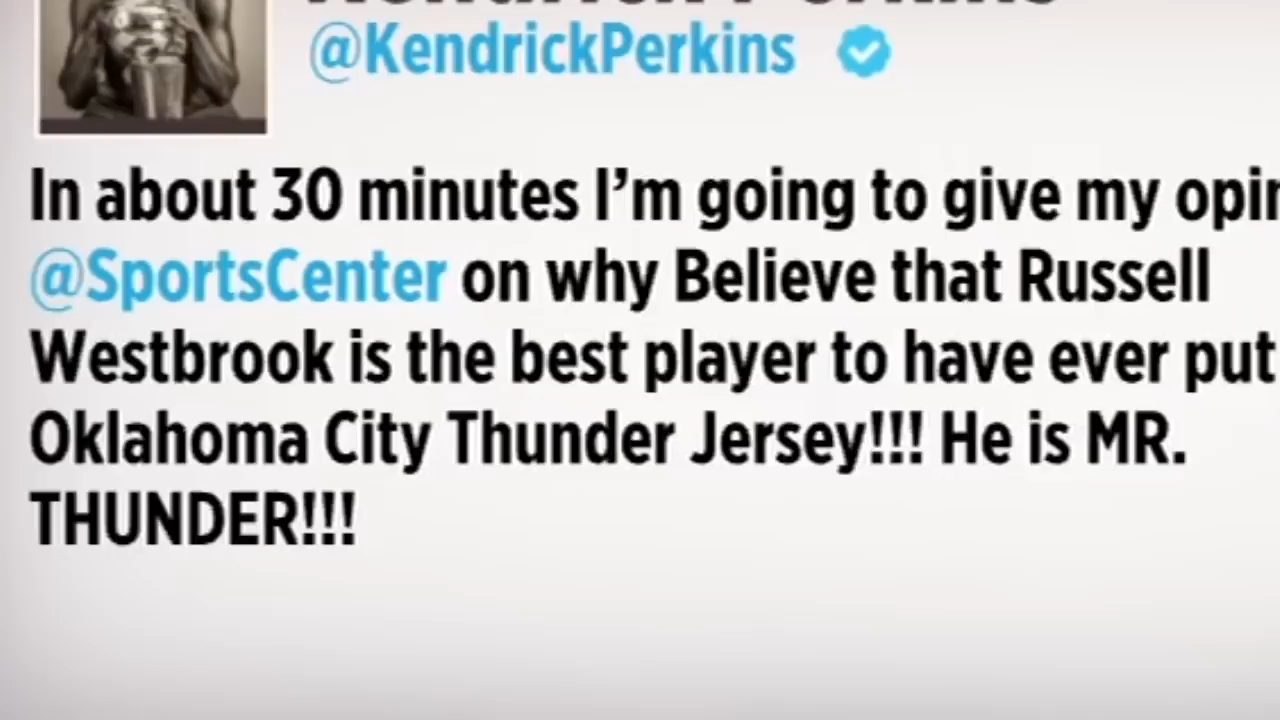 @KendrickPerkins
In about 30 minutes I'm going to give my
@SportsCenter on why Believe that Russell
Westbrook is the best player to have ever put
Oklahoma City Thunder Jersey!!! He is MR.
THUNDER!!!